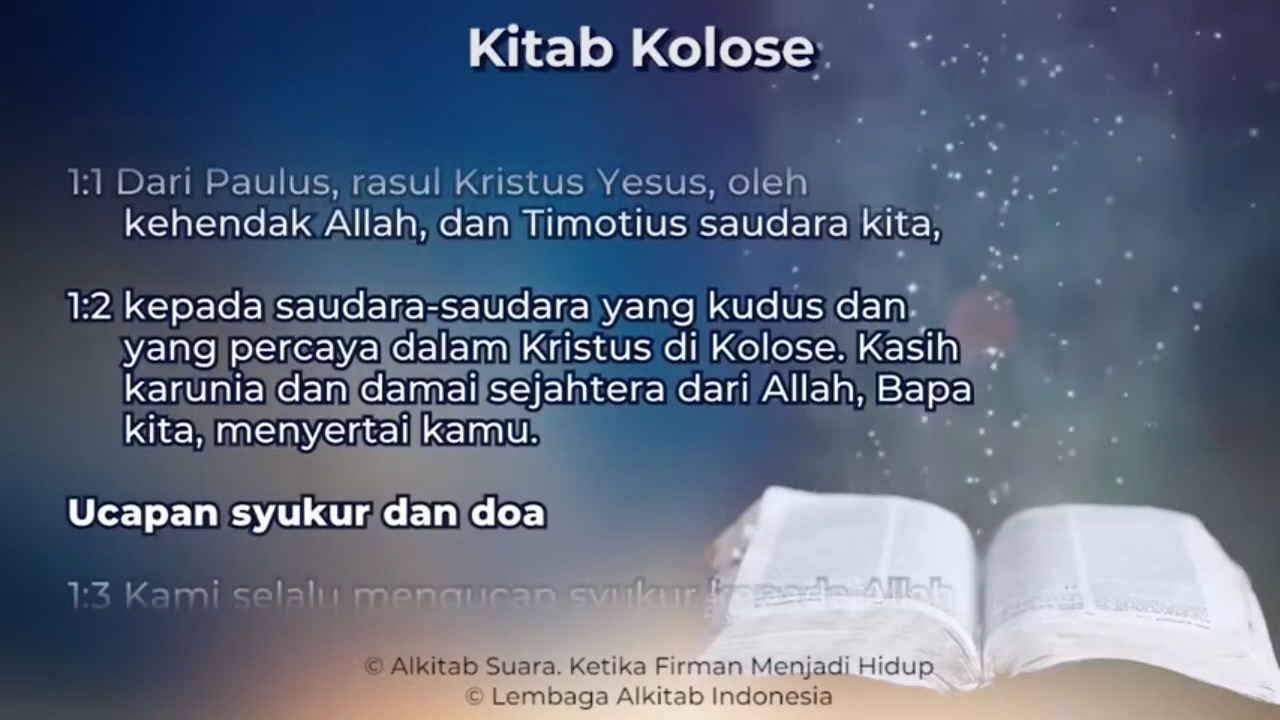 Kitab Kolose
1:1 Dari Paulus, rasul Kristus Yesus, oleh
kehendak Allah, dan Timotius saudara kita,
1:2 kepada saudara-saudara yang kudus dan
yang percaya dalam Kristus di Kolose. Kasih
karunia dan damai sejahtera dari Allah, Bapa
kita, menyertai kamu.
Ucapan syukur dan doa
1:3 Kami selalu mengucap syukur kepada Allah
© Alkitab Suara. Ketika Firman Menjadi Hidup
© Lembaga Alkitab Indonesia